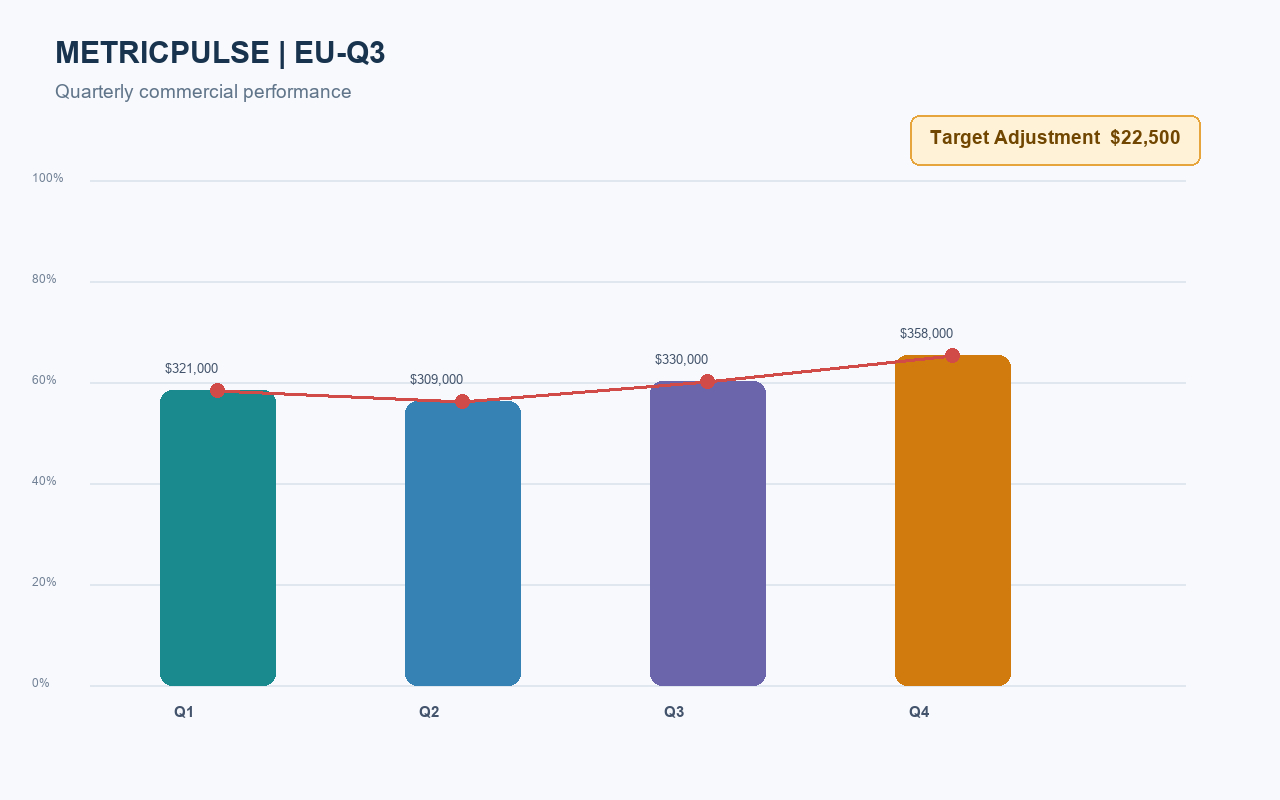 METRICPULSE | EU-Q3
Quarterly commercial performance
Target Adjustment  $22,500
100%
80%
$358,000
$330,000
$321,000
$309,000
60%
40%
20%
0%
Q1
Q2
Q3
Q4